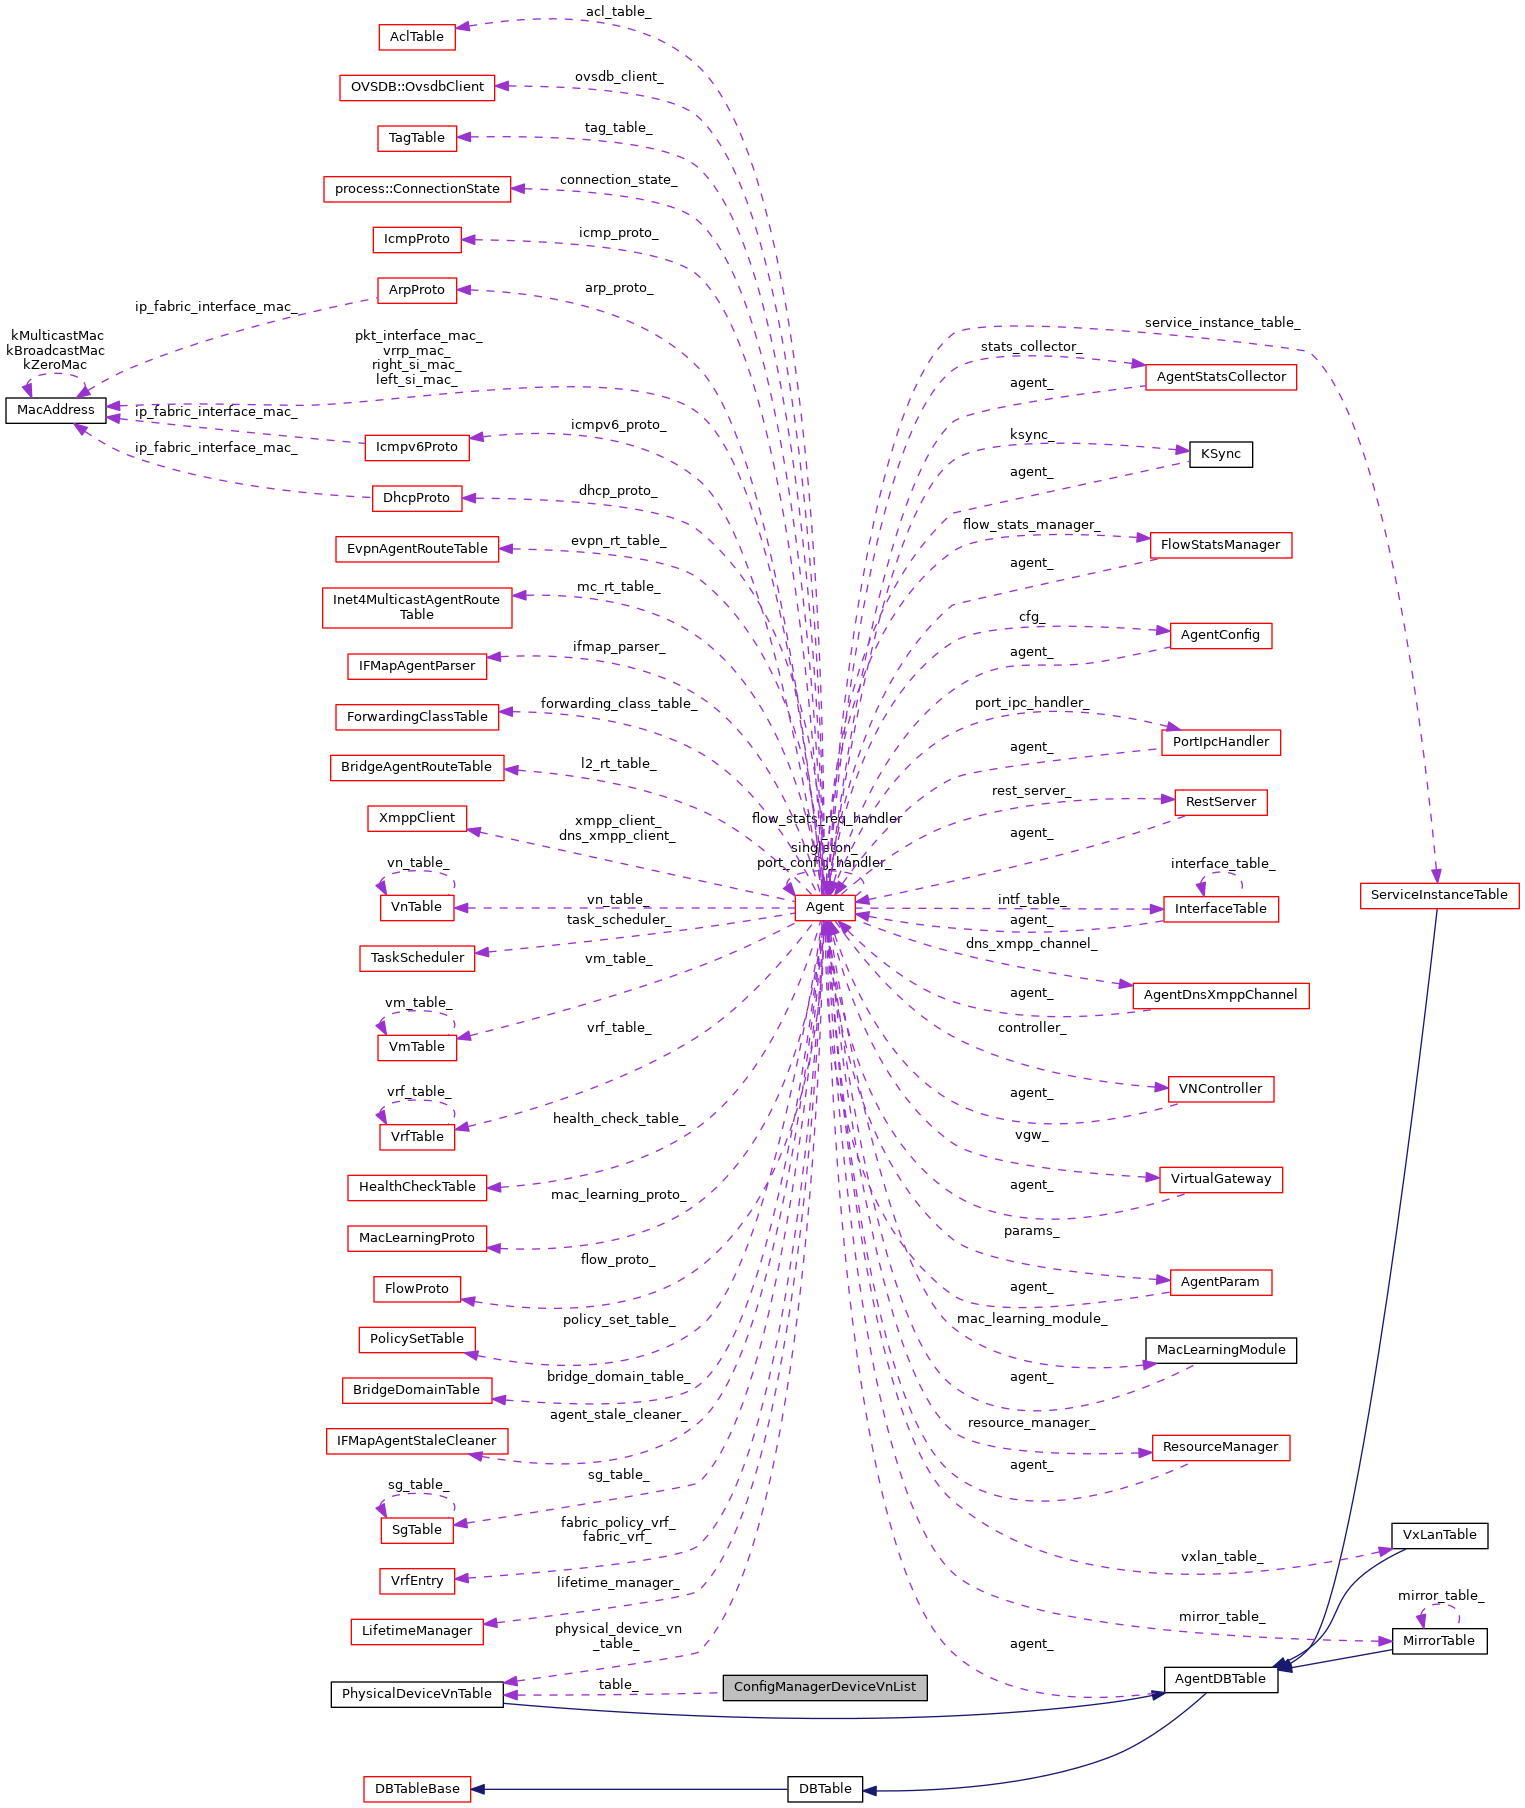 acl_table_
AclTable
ovsdb_client_
OVSDB::OvsdbClient
tag_table_
TagTable
connection_state_
process::ConnectionState
icmp_proto_
IcmpProto
arp_proto_
ArpProto
ip_fabric_interface_mac_
kMulticastMac
kBroadcastMac
kZeroMac
MacAddress
pkt_interface_mac_
vrrp_mac_
right_si_mac_
left_si_mac_
ip_fabric_interface_mac_
icmpv6_proto_
Icmpv6Proto
ip_fabric_interface_mac_
dhcp_proto_
DhcpProto
evpn_rt_table_
EvpnAgentRouteTable
mc_rt_table_
Inet4MulticastAgentRoute
Table
ifmap_parser_
IFMapAgentParser
forwarding_class_table_
ForwardingClassTable
l2_rt_table_
BridgeAgentRouteTable
xmpp_client_
dns_xmpp_client_
XmppClient
vn_table_
VnTable
vn_table_
task_scheduler_
TaskScheduler
vm_table_
vm_table_
VmTable
vrf_table_
vrf_table_
VrfTable
health_check_table_
HealthCheckTable
mac_learning_proto_
MacLearningProto
flow_proto_
FlowProto
policy_set_table_
PolicySetTable
bridge_domain_table_
BridgeDomainTable
agent_stale_cleaner_
IFMapAgentStaleCleaner
sg_table_
sg_table_
SgTable
fabric_policy_vrf_
fabric_vrf_
VrfEntry
lifetime_manager_
LifetimeManager
physical_device_vn
_table_
table_
PhysicalDeviceVnTable
ConfigManagerDeviceVnList
DBTableBase
DBTable
flow_stats_req_handler
_
singleton_
port_config_handler_
Agent
service_instance_table_
stats_collector_
AgentStatsCollector
agent_
ksync_
KSync
agent_
flow_stats_manager_
FlowStatsManager
agent_
cfg_
AgentConfig
agent_
port_ipc_handler_
PortIpcHandler
agent_
rest_server_
RestServer
agent_
interface_table_
intf_table_
InterfaceTable
agent_
ServiceInstanceTable
dns_xmpp_channel_
AgentDnsXmppChannel
agent_
controller_
VNController
agent_
vgw_
VirtualGateway
agent_
params_
AgentParam
agent_
mac_learning_module_
MacLearningModule
agent_
resource_manager_
ResourceManager
agent_
vxlan_table_
VxLanTable
mirror_table_
mirror_table_
MirrorTable
agent_
AgentDBTable